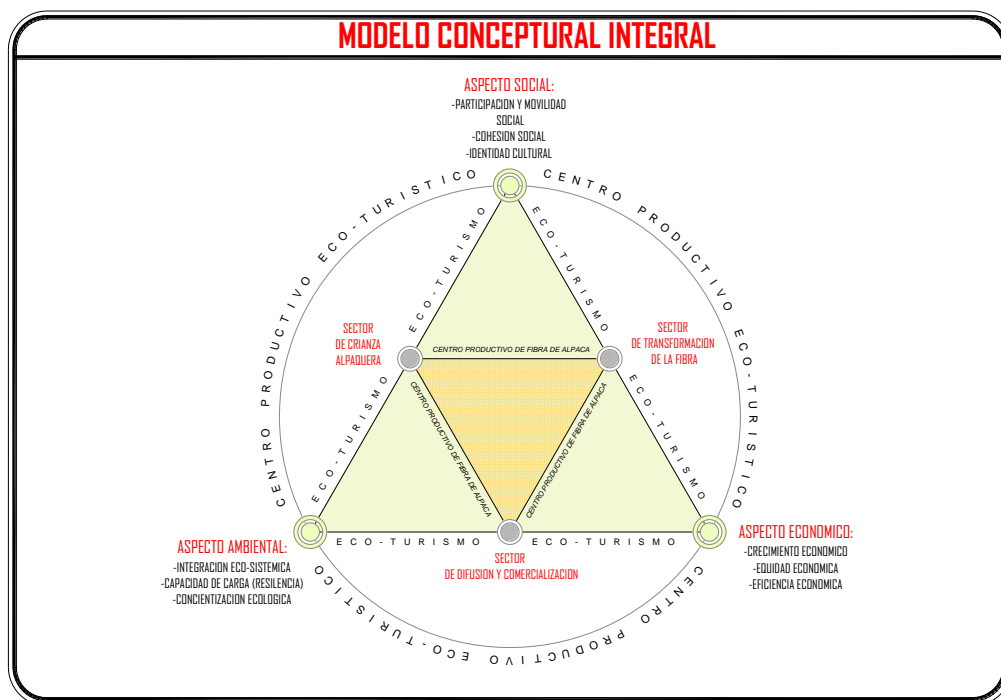 MODELO CONCEPTURAL INTEGRAL
ASPECTO SOCIAL:
-PARTICIPACION Y MOVILIDAD
SOCIAL
-COHESION SOCIAL
-IDENTIDAD CULTURAL
CENTRO PRODUCTIVO ECO-TURISTICO
CENTRO PRODUCTIVO ECO-TURISTICO
ECO-TURISMO
ECO-TURISMO
SECTOR
DE CRIANZA
ALPAQUERA
SECTOR
DE TRANSFORMACION
DE LA FIBRA
CENTRO PRODUCTIVO DE FIBRA DE ALPACA
CENTRO PRODUCTIVO DE FIBRA DE ALPACA
CENTRO PRODUCTIVO DE FIBRA DE ALPACA
ECO-TURISMO
ECO-TURISMO
ASPECTO AMBIENTAL:
-INTEGRACION ECO-SISTEMICA
-CAPACIDAD DE CARGA (RESILENCIA)
-CONCIENTIZACION ECOLOGICA
ECO-TURISMO
ECO-TURISMO
SECTOR
DE DIFUSION Y COMERCIALIZACION
ASPECTO ECONOMICO:
-CRECIMIENTO ECONOMICO
-EQUIDAD ECONOMICA
-EFICIENCIA ECONOMICA
CENTRO PRODUCTIVO ECO-TURISTICO